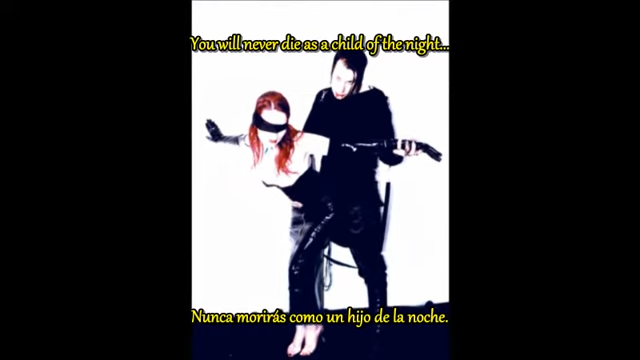 You will never die as a child of the night...
Nunca morirás como un hijo de la noche.